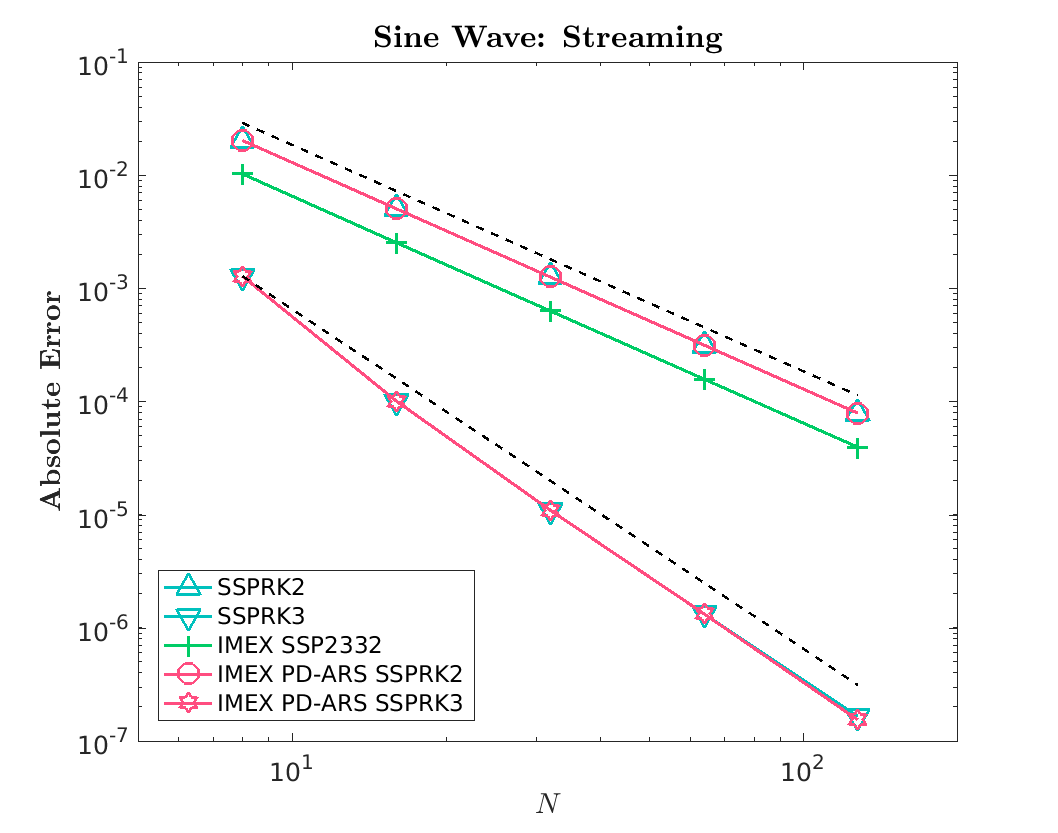 Sine Wave: Streaming
10^-1
10^-2
10^-3
10^-4
10^-5
10^-6
10^-7
Absolute Error
SSPRK2
SSPRK3
IMEX SSP2332
IMEX PD-ARS SSPRK2
IMEX PD-ARS SSPRK3
10^1
10^2
N